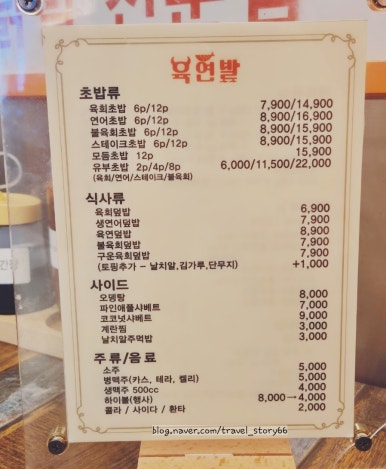 육연밥
초밥류
육회초밥 6p/12p 7,900/14,900
연어초밥 6p/12p 8,900/16,900
불육회초밥 6p/12p 8,900/15,900
스테이크초밥 6p/12p 8,900/15,900
모듬초밥 12p 15,900
유부초밥 2p/4p/8p 6,000/11,500/22,000
(육회/연어/스테이크/불육회)
식사류
육회덮밥 6,900
생연어덮밥 7,900
육연덮밥 8,900
불육회덮밥 7,900
구운육회덮밥 7,900
(토핑추가 - 날치알,김가루,단무지) +1,000
사이드
오뎅탕 8,000
파인애플샤베트 7,000
코코넛샤베트 9,000
계란찜 3,000
날치알주먹밥 3,000
주류/음료
소주 5,000
병맥주(카스, 테라, 켈리) 5,000
생맥주 500cc 4,000
하이볼(행사) 8,000→4,000
콜라 / 사이다 / 환타 2,000
blog.naver.com/travel_story66